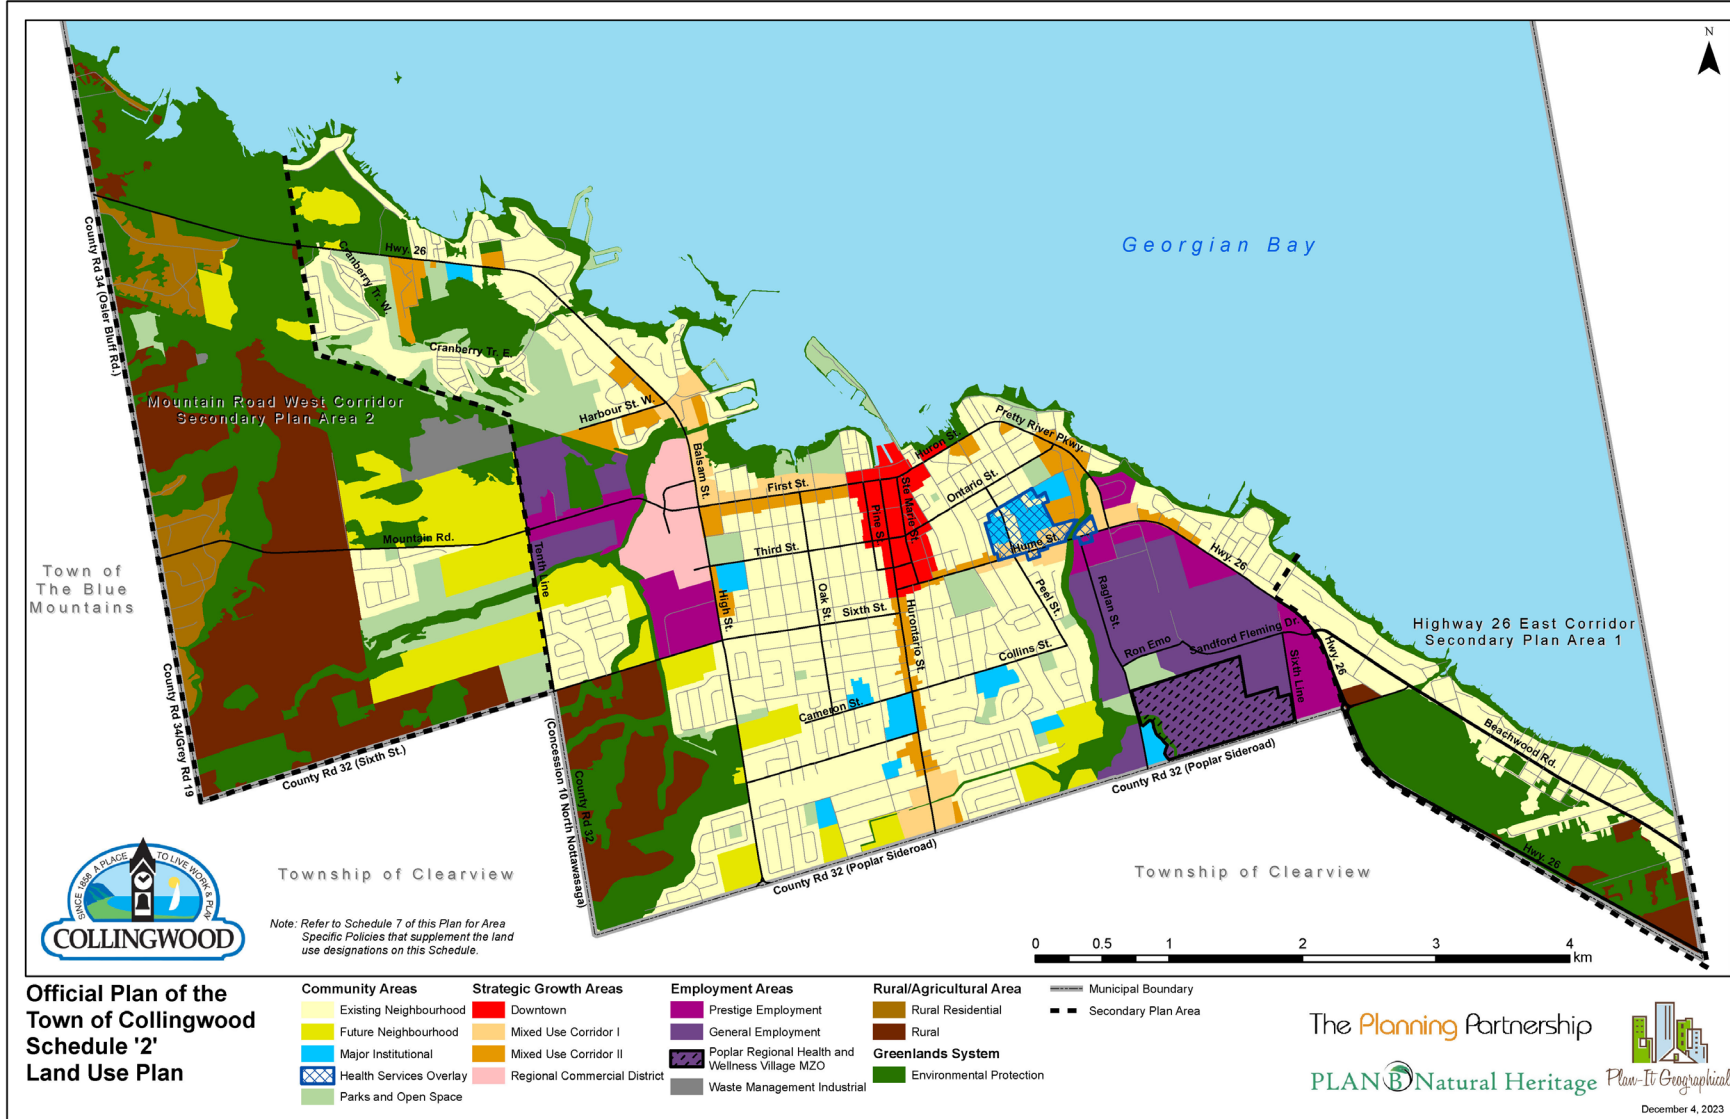 N
Georgian Bay
Hwy. 26
Cranberry Tr. W.
Cranberry Tr. E.
County Rd 34 (Osler Bluff Rd.)
Mountain Road West Corridor
Secondary Plan Area 2
Harbour St. W.
Balsam St.
First St.
Huron St.
Pretty River Pkwy.
Ontario St.
Pine St.
Ste Marie St.
Hume St.
Third St.
Mountain Rd.
Tenth Line
Town of
The Blue
Mountains
High St.
Oak St.
Sixth St.
Hurontario St.
Peel St.
Raglan St.
Hwy. 26
Collins St.
Ron Emo
Sandford Fleming Dr.
Sixth Line
Hwy. 26
Highway 26 East Corridor
Secondary Plan Area 1
Cameron St.
County Rd 34/Grey Rd 19
County Rd 32 (Sixth St.)
(Concession 10 North Nottawasaga)
County Rd 32
County Rd 32 (Poplar Sideroad)
County Rd 32 (Poplar Sideroad)
Beachwood Rd.
Hwy. 26
Township of Clearview
Township of Clearview
SINCE 1858 A PLACE TO LIVE WORK & PLAY
COLLINGWOOD
Note: Refer to Schedule 7 of this Plan for Area
Specific Policies that supplement the land
use designations on this Schedule.
0 0.5 1 2 3 4
km
Official Plan of the
Town of Collingwood
Schedule '2'
Land Use Plan
Community Areas
Existing Neighbourhood
Future Neighbourhood
Major Institutional
Health Services Overlay
Parks and Open Space
Strategic Growth Areas
Downtown
Mixed Use Corridor I
Mixed Use Corridor II
Regional Commercial District
Employment Areas
Prestige Employment
General Employment
Poplar Regional Health and
Wellness Village MZO
Waste Management Industrial
Rural/Agricultural Area
Rural Residential
Rural
Greenlands System
Environmental Protection
Municipal Boundary
Secondary Plan Area
The Planning Partnership
PLAN B Natural Heritage
Plan-It Geographical
December 4, 2023